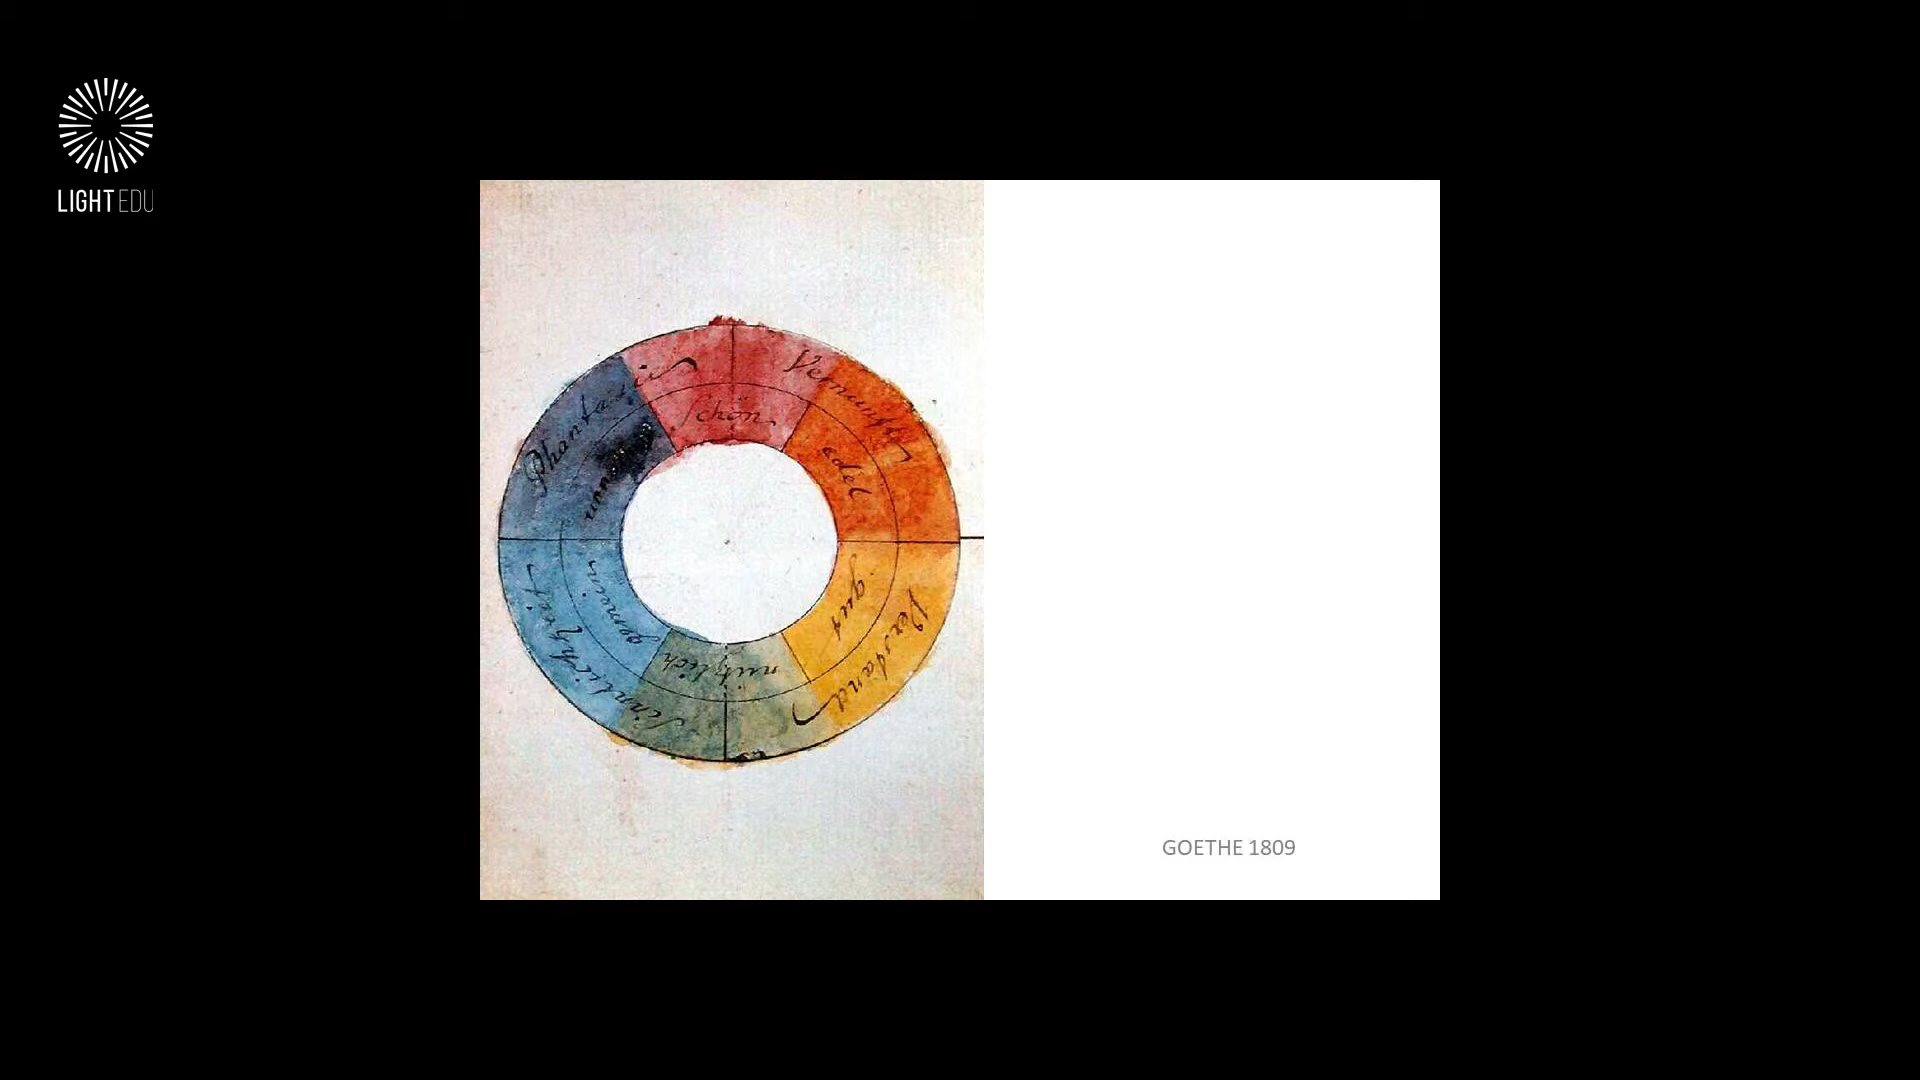 LIGHT EDU
Phantasie
Vernunft
schön
edel
unnöthig
gut
gemein
Verstand
nützlich
Sinnlichkeit
GOETHE 1809